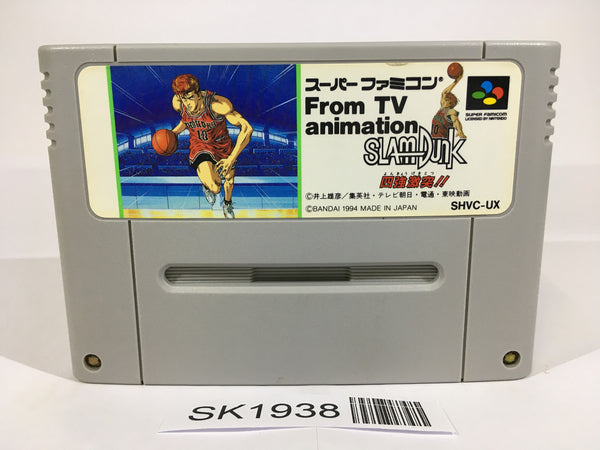 スーパーファミコン®
From TV
animation
SLAM DUNK
よんきょうげきとつ
四強激突!!
SUPER FAMICOM
LICENSED BY NINTENDO
©井上雄彦/集英社・テレビ朝日・電通・東映動画
©BANDAI 1994 MADE IN JAPAN
SHVC-UX
SHOHOKU
10
SK1938